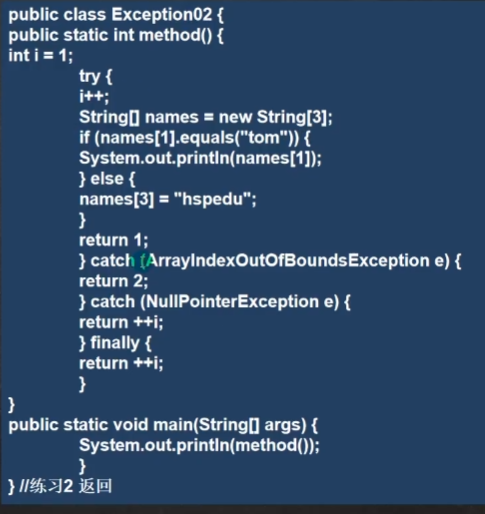 public class Exception02 {
public static int method() {
int i = 1;
try {
i++;
String[] names = new String[3];
if (names[1].equals("tom")) {
System.out.println(names[1]);
} else {
names[3] = "hspedu";
}
return 1;
} catch (ArrayIndexOutOfBoundsException e) {
return 2;
} catch (NullPointerException e) {
return ++i;
} finally {
return ++i;
}
}
public static void main(String[] args) {
System.out.println(method());
}
} //练习2 返回